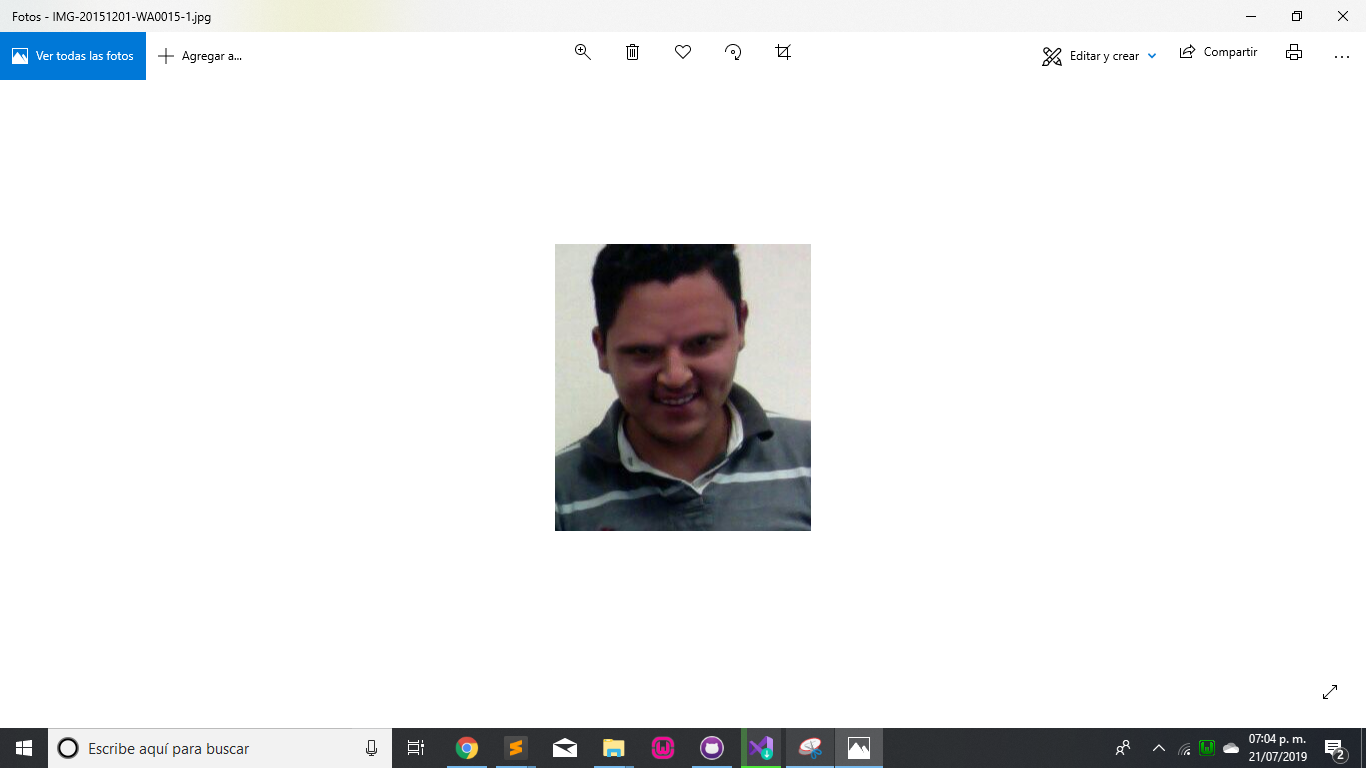 Fotos - IMG-20151201-WA0015-1.jpg
Ver todas las fotos
Agregar a...
Editar y crear
Compartir
Escribe aquí para buscar
07:04 p. m.
21/07/2019
2